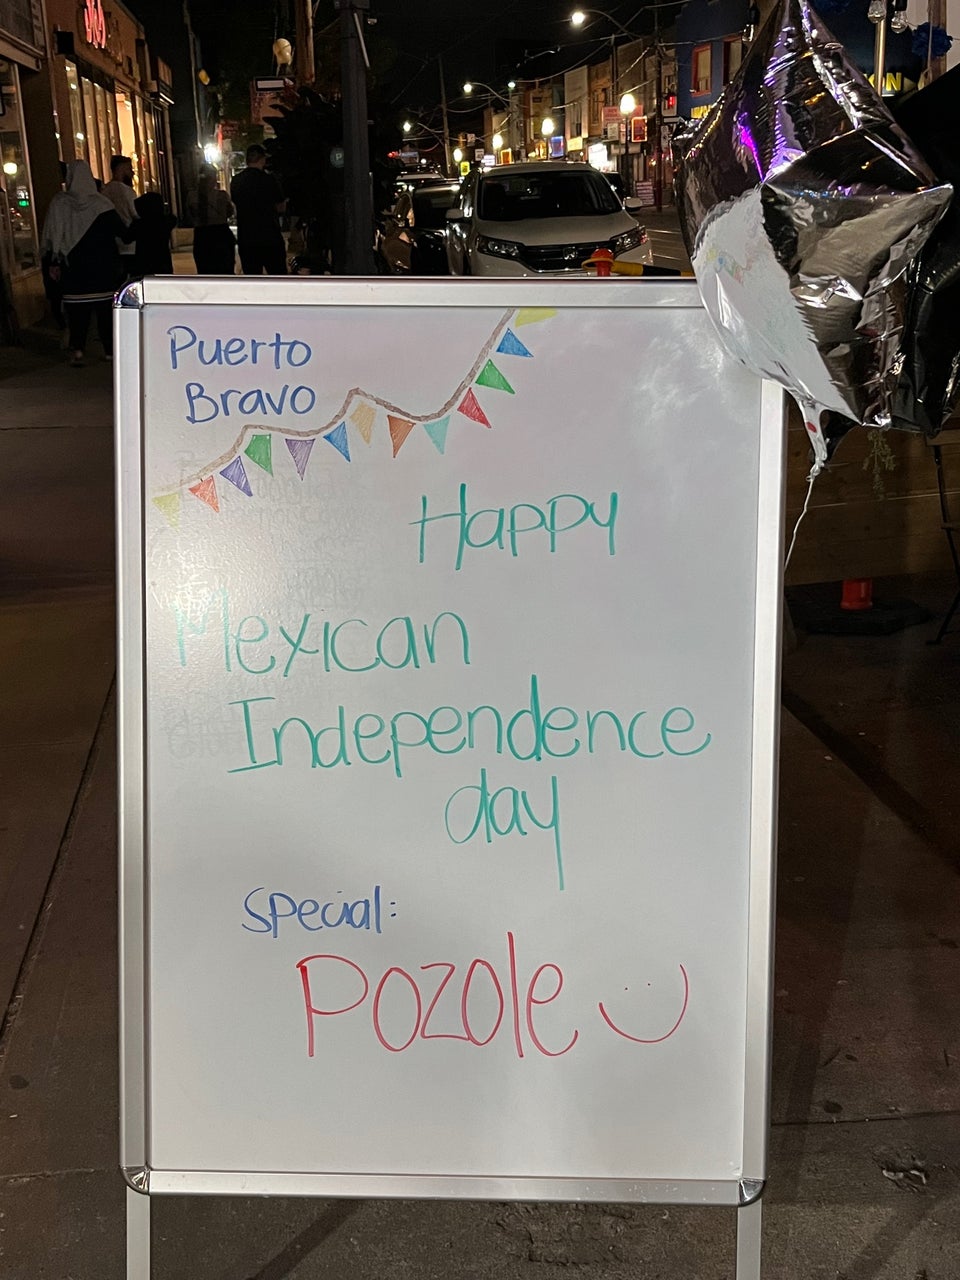 Puerto
Bravo
Happy
Mexican
Independence
day
Special:
Pozole